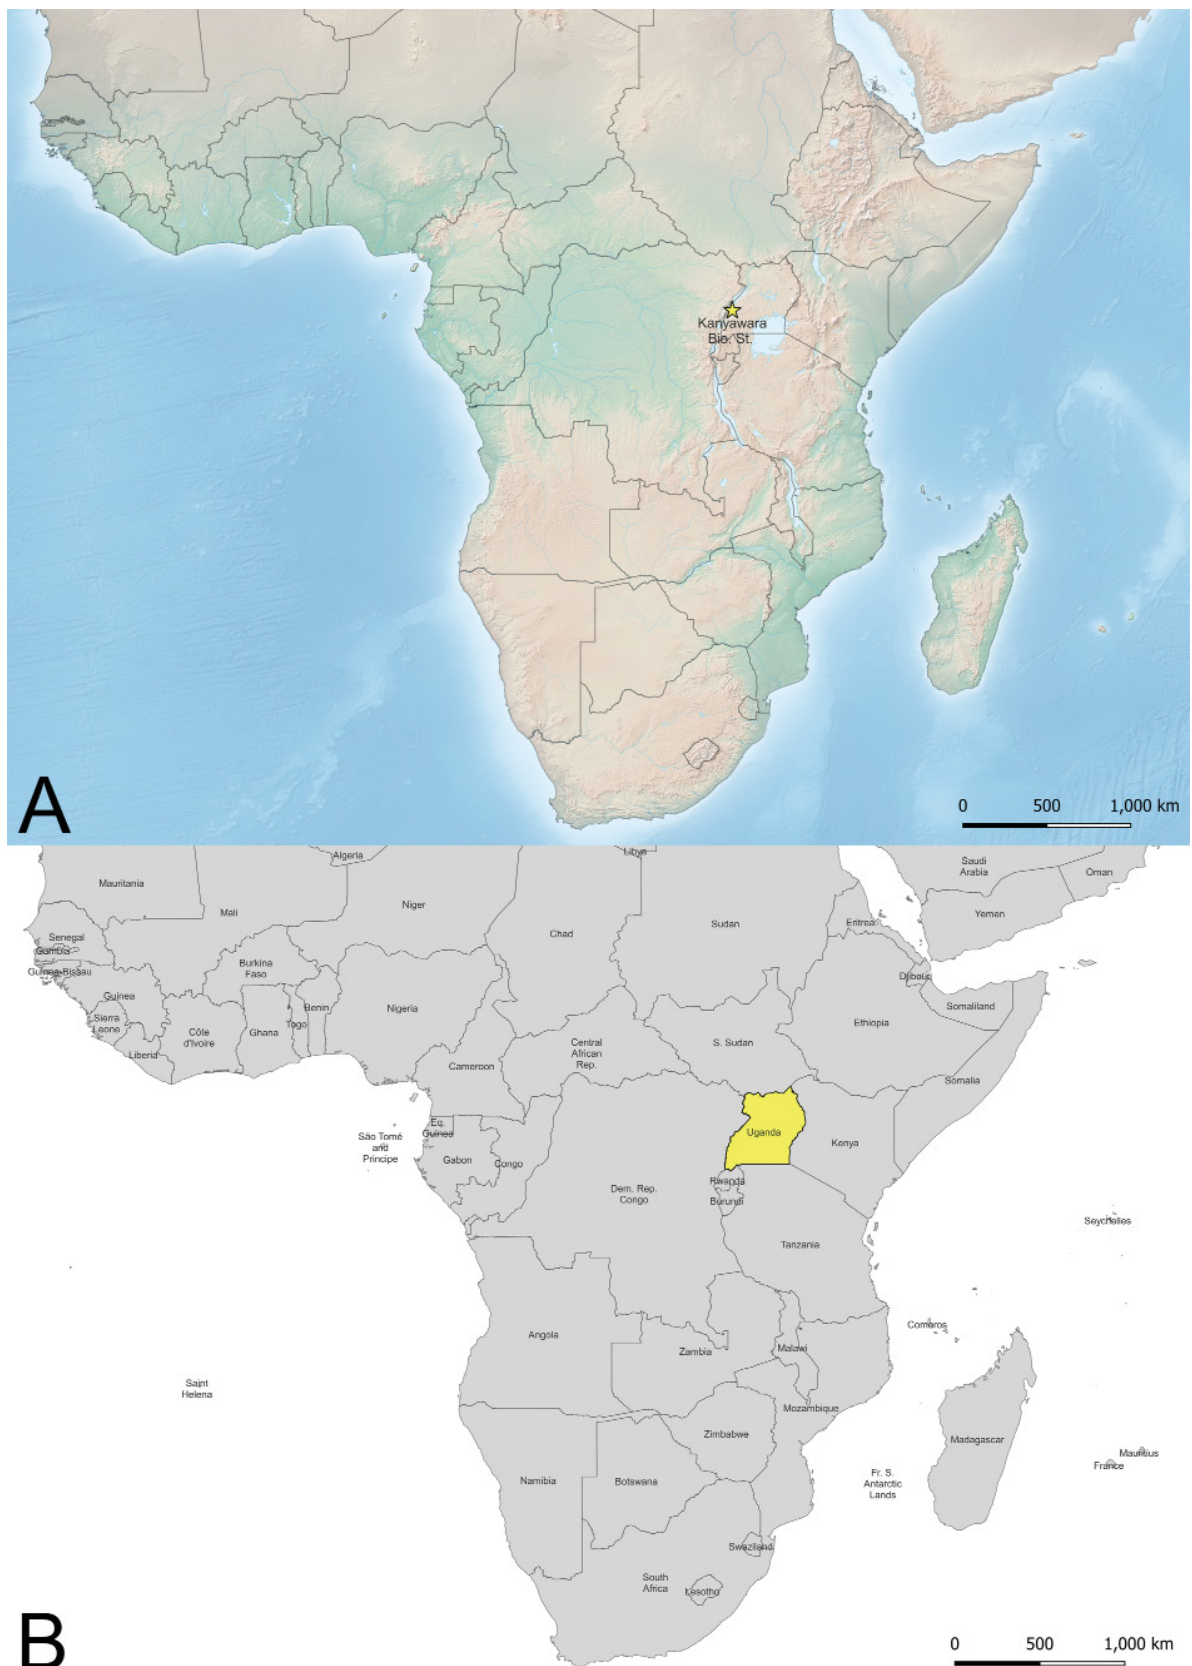 Kanyawara
Bio. St.
A
0 500 1,000 km
Algeria
Libya
Saudi
Arabia
Oman
Mauritania
Mali
Niger
Chad
Sudan
Eritrea
Yemen
Senegal
Gambia
Guinea-Bissau
Burkina
Faso
Djibouti
Guinea
Benin
Nigeria
Somaliland
Sierra
Leone
Côte
d'Ivoire
Ghana
Togo
Ethiopia
Liberia
Central
African
Rep.
S. Sudan
Cameroon
Somalia
Eq.
Guinea
São Tomé
and
Principe
Uganda
Kenya
Gabon
Congo
Rwanda
Dem. Rep.
Congo
Burundi
Seychelles
Tanzania
Comoros
Angola
Zambia
Malawi
Saint
Helena
Mozambique
Zimbabwe
Madagascar
Mauritius
France
Namibia
Botswana
Fr. S.
Antarctic
Lands
Swaziland
South
Africa
Lesotho
B
0 500 1,000 km